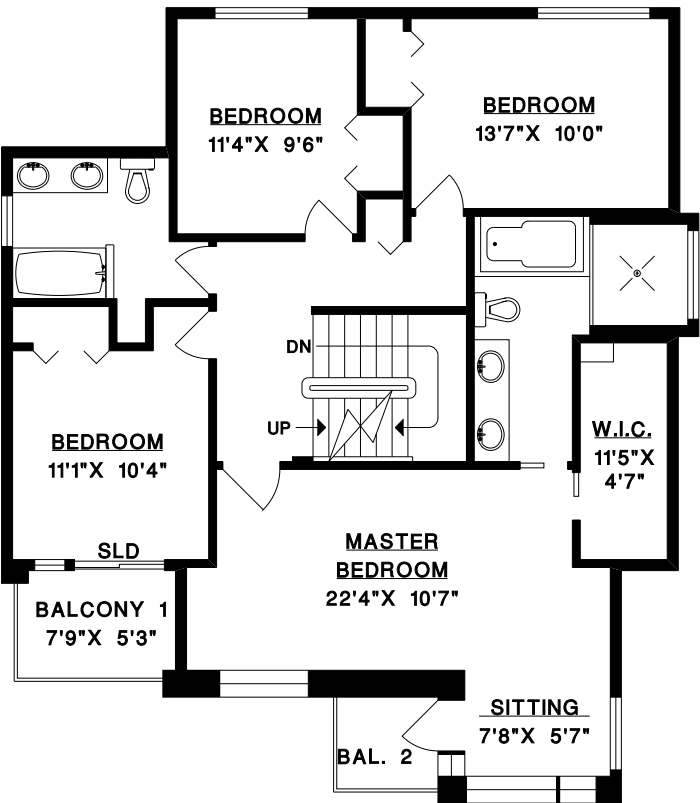 BEDROOM
11'4"X 9'6"
BEDROOM
13'7"X 10'0"
DN
UP
BEDROOM
11'1"X 10'4"
W.I.C.
11'5"X
4'7"
SLD
MASTER
BEDROOM
22'4"X 10'7"
BALCONY 1
7'9"X 5'3"
SITTING
7'8"X 5'7"
BAL. 2